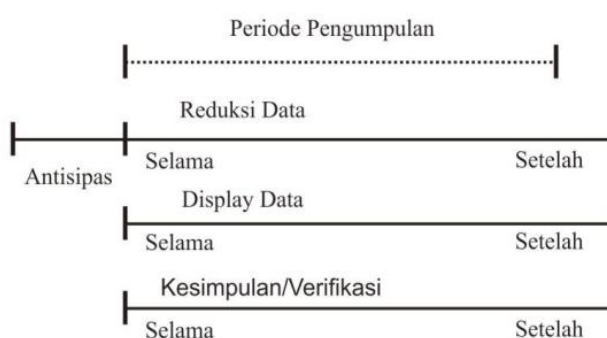 Periode Pengumpulan
Reduksi Data
Selama Setelah
Antisipas
Display Data
Selama Setelah
Kesimpulan/Verifikasi
Selama Setelah